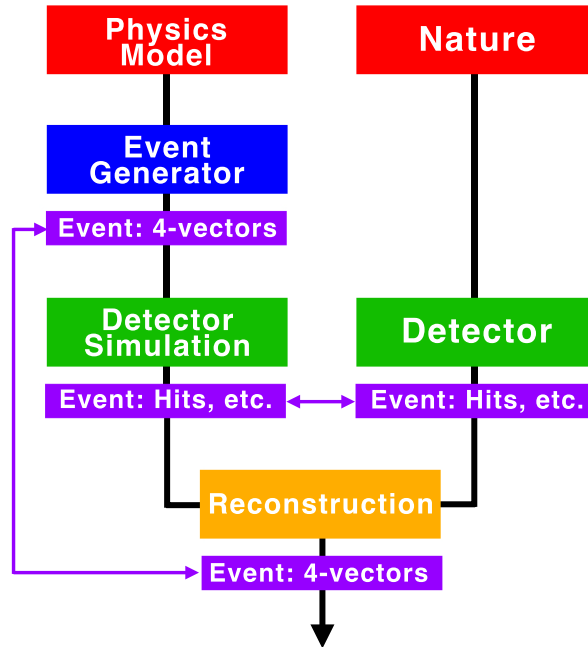 Physics
Model
Nature
Event
Generator
Event: 4-vectors
Detector
Simulation
Detector
Event: Hits, etc.
Event: Hits, etc.
Reconstruction
Event: 4-vectors